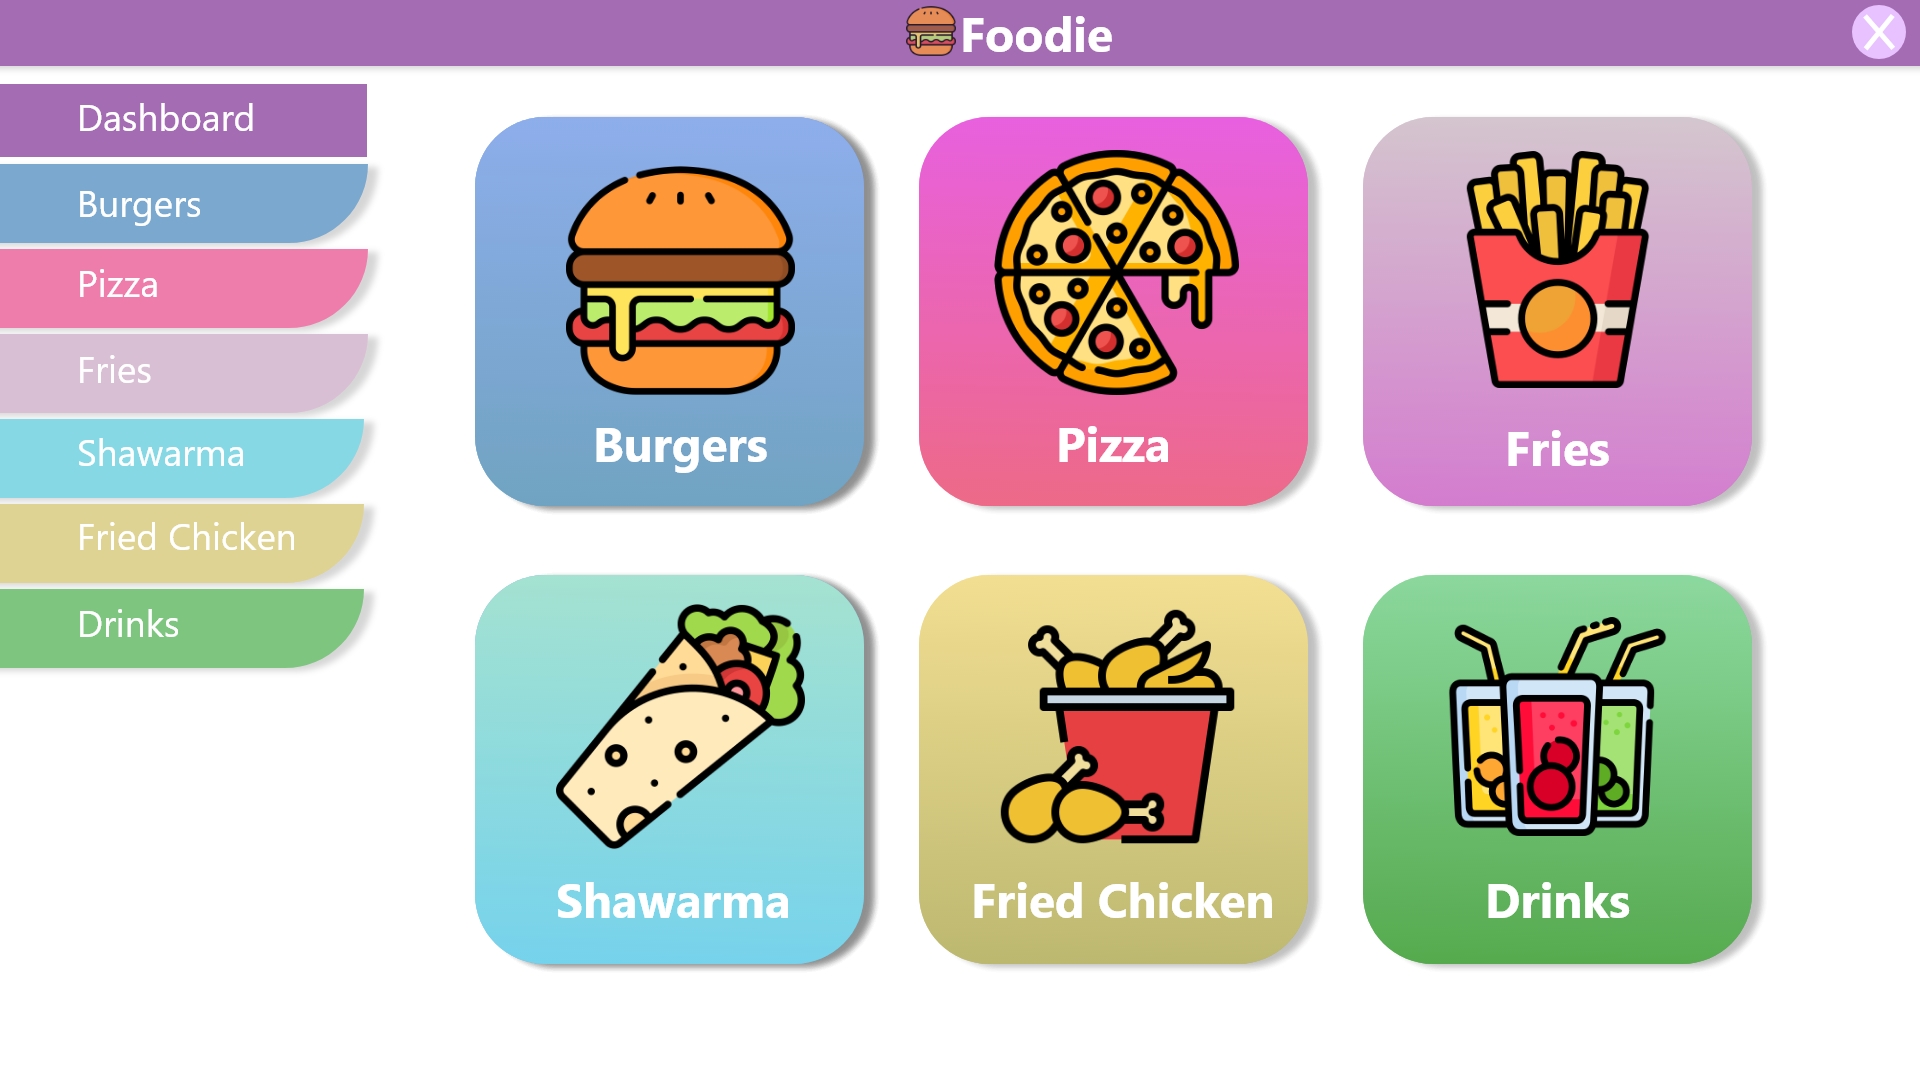 Foodie
X
Dashboard
Burgers
Pizza
Fries
Shawarma
Fried Chicken
Drinks
Burgers
Pizza
Fries
Shawarma
Fried Chicken
Drinks